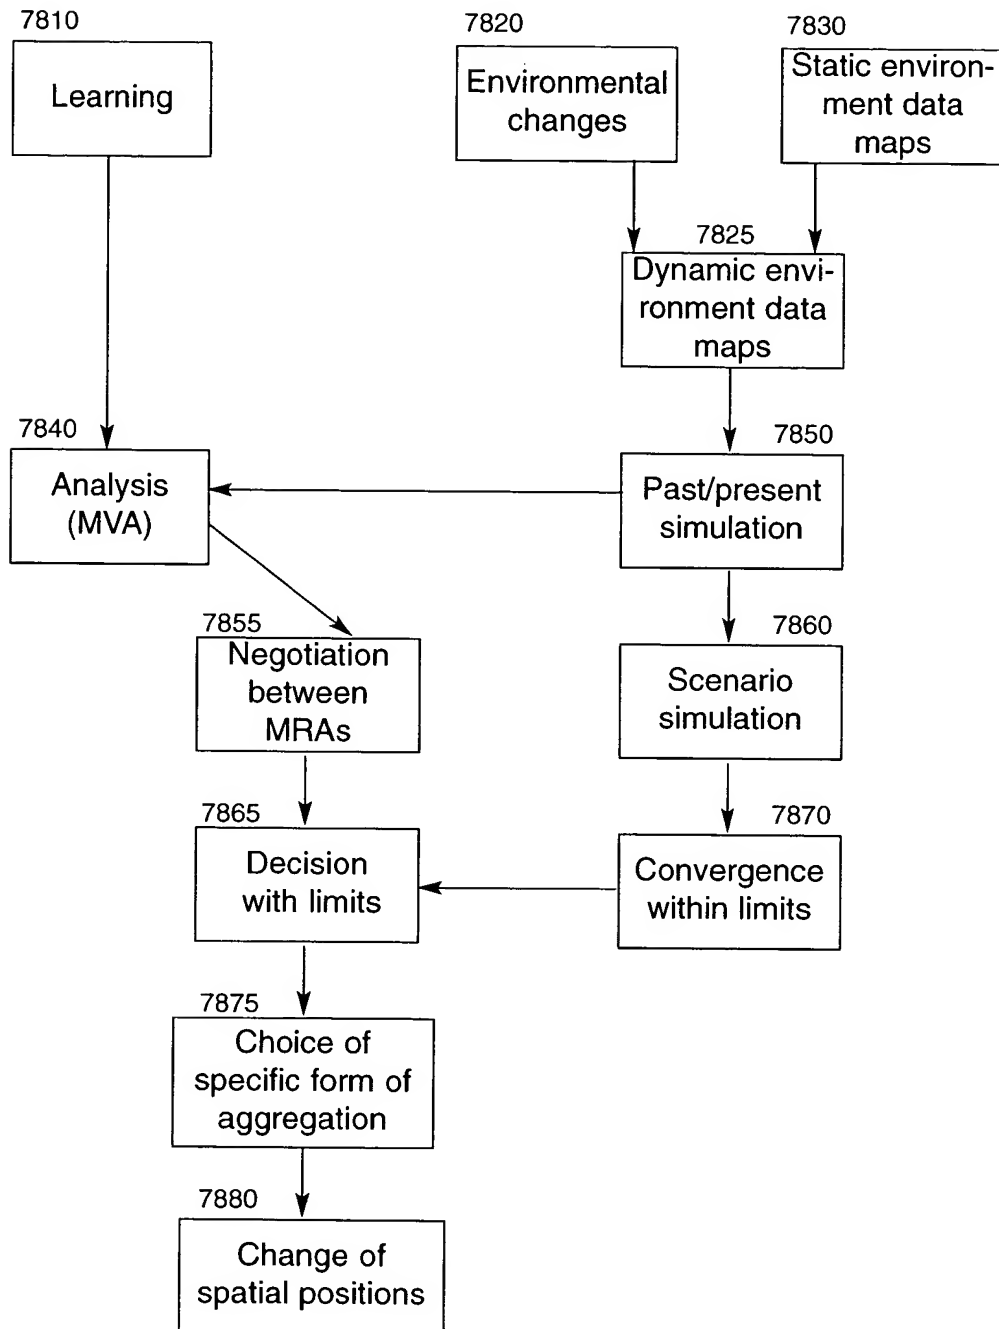 7810
Learning
7820
Environmental
changes
7830
Static environ-
ment data
maps
7825
Dynamic envi-
ronment data
maps
7840
Analysis
(MVA)
7850
Past/present
simulation
7855
Negotiation
between
MRAs
7860
Scenario
simulation
7865
Decision
with limits
7870
Convergence
within limits
7875
Choice of
specific form of
aggregation
7880
Change of
spatial positions